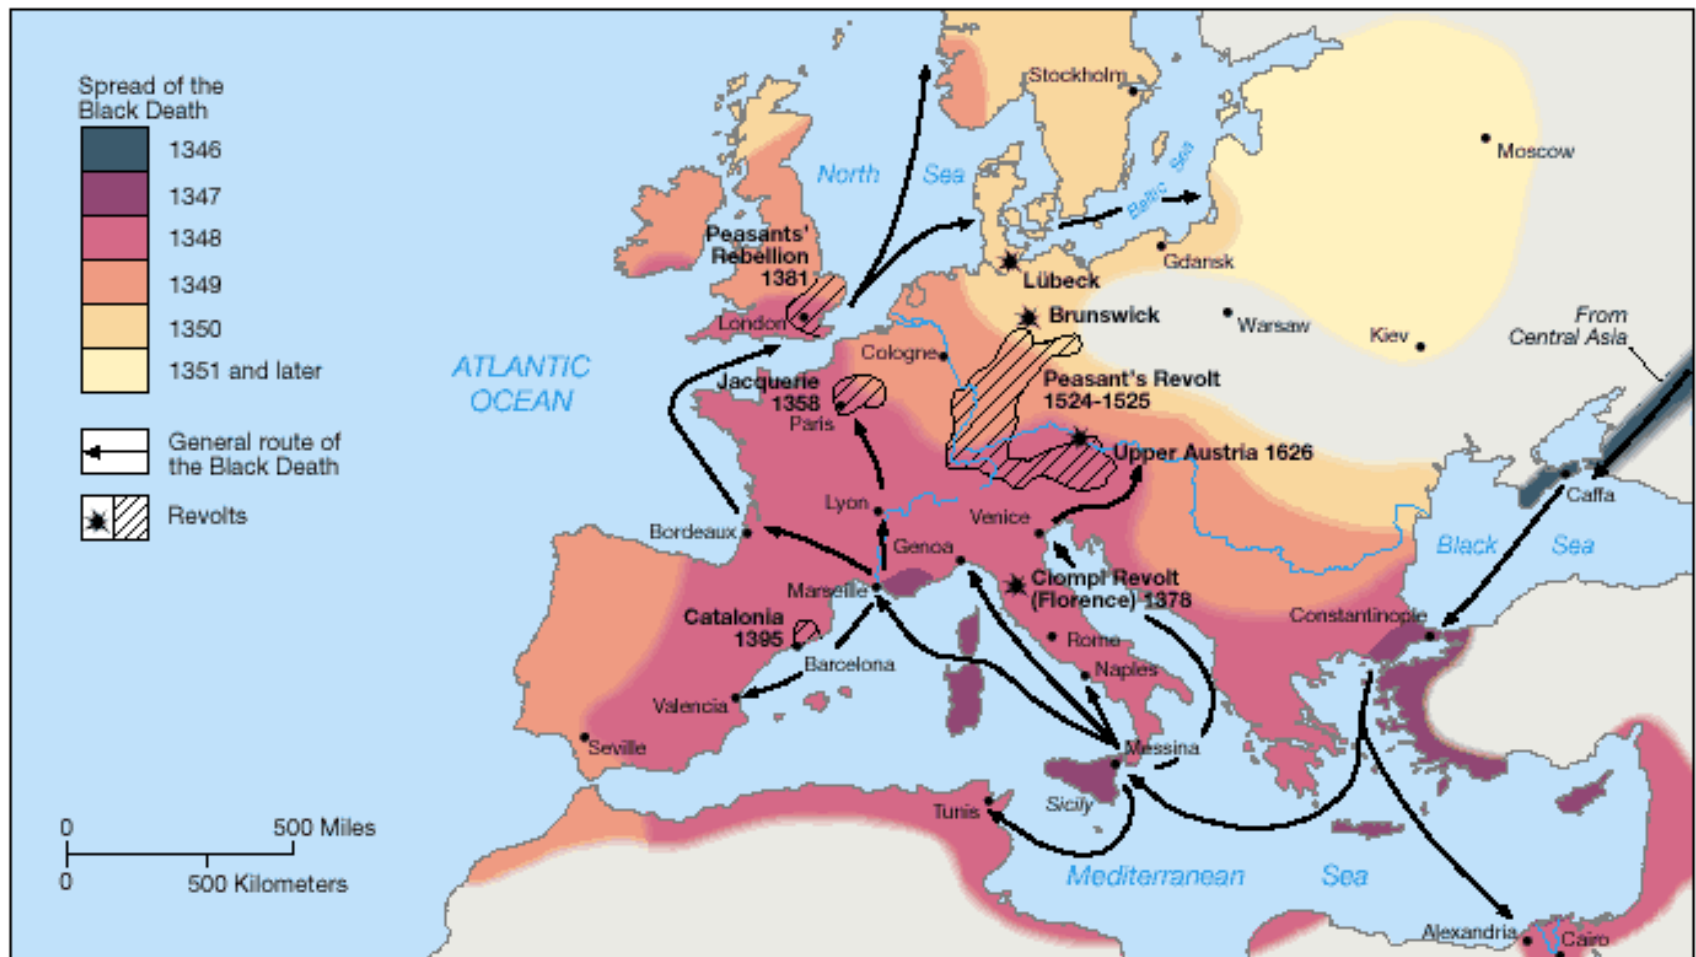 Spread of the
Black Death
1346
1347
1348
1349
1350
1351 and later
General route of
the Black Death
Revolts
0
500 Miles
0
500 Kilometers
ATLANTIC
OCEAN
North
Sea
Baltic
Sea
Stockholm
Moscow
Peasants'
Rebellion
1381
London
Lübeck
Gdansk
Brunswick
Warsaw
Kiev
From
Central Asia
Cologne
Jacquerie
1358
Paris
Peasant's Revolt
1524-1525
Upper Austria 1626
Caffa
Lyon
Venice
Bordeaux
Genoa
Black
Sea
Marseille
Ciompl Revolt
(Florence) 1378
Catalonia
1395
Constantinople
Rome
Barcelona
Naples
Valencia
Seville
Messina
Sicily
Tunis
Mediterranean
Sea
Alexandria
Cairo